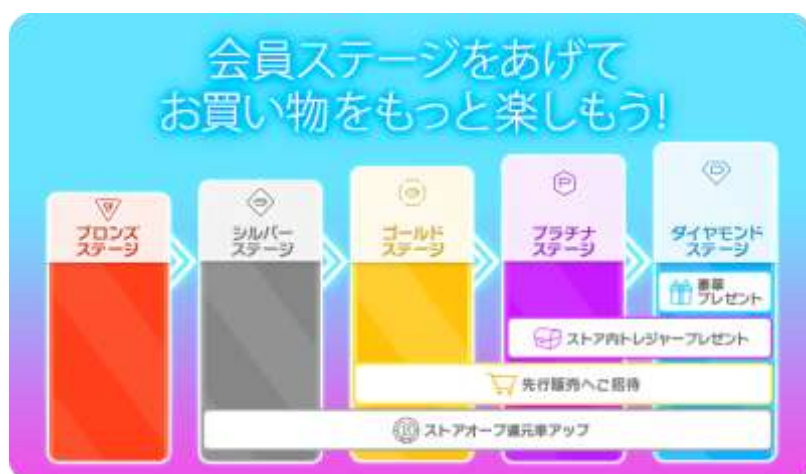 会員ステージをあげて
お買い物をもっと楽しもう!
ブロンズ
ステージ
シルバー
ステージ
ゴールド
ステージ
P
プラチナ
ステージ
D
ダイヤモンド
ステージ
豪華
プレゼント
ストア内トレジャープレゼント
先行販売へご招待
ストアオーブ還元率アップ